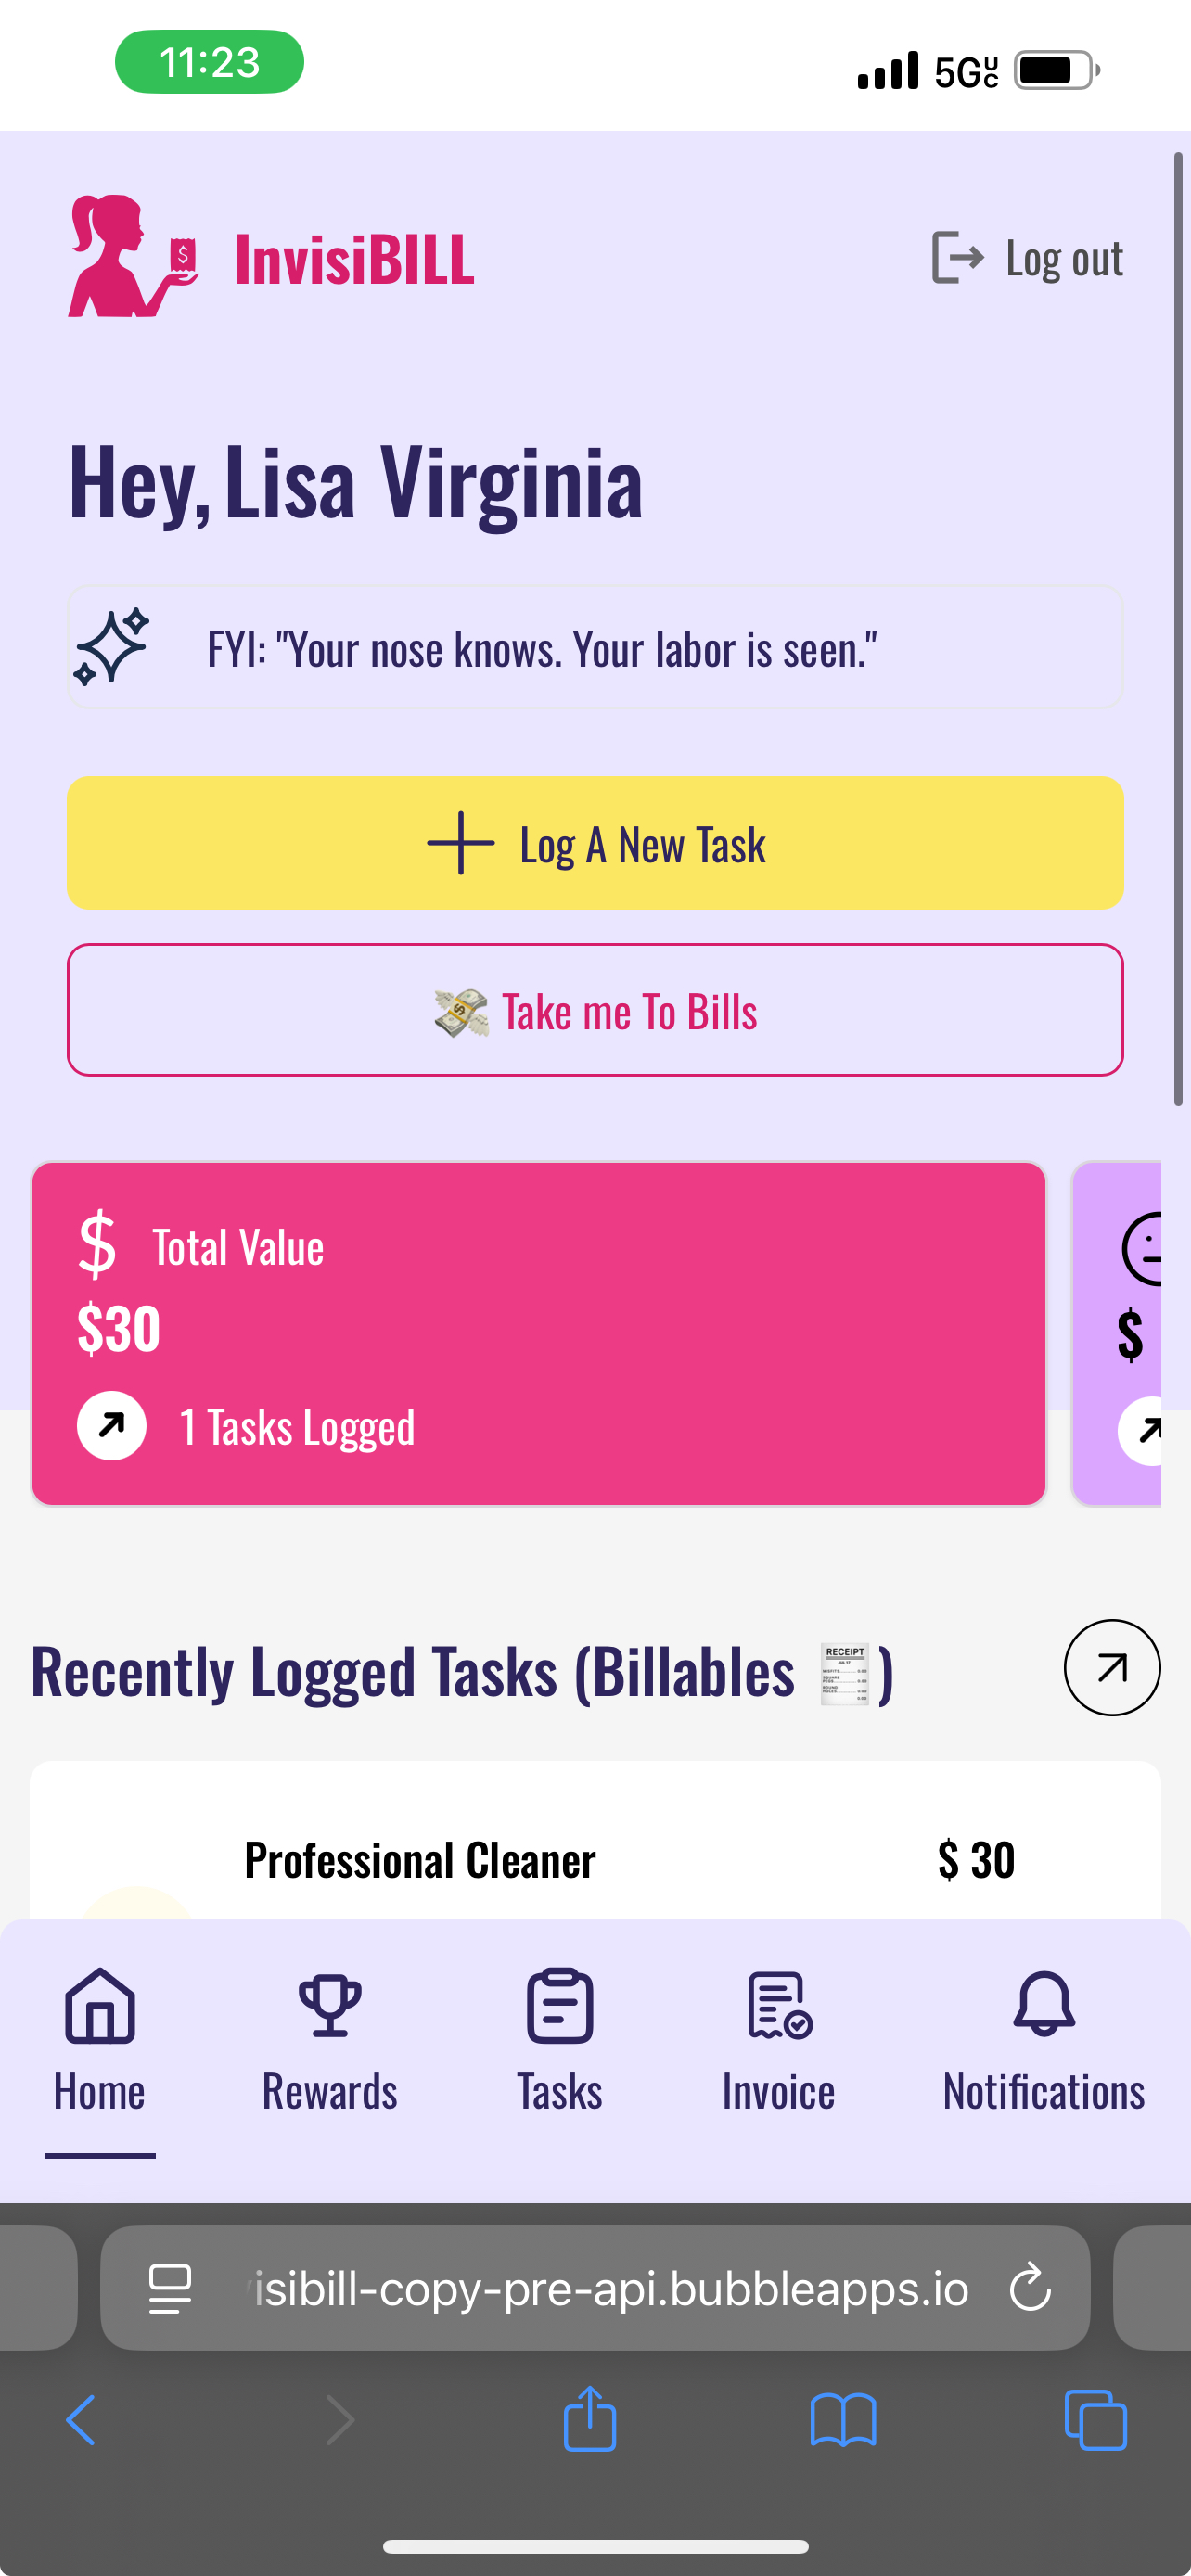 11:23
5GUC
InvisiBILL
Log out
Hey, Lisa Virginia
FYI: "Your nose knows. Your labor is seen."
Log A New Task
Take me To Bills
$ Total Value
$30
1 Tasks Logged
$
Recently Logged Tasks (Billables 🧾)
Professional Cleaner $ 30
Home Rewards Tasks Invoice Notifications
isibill-copy-pre-api.bubbleapps.io